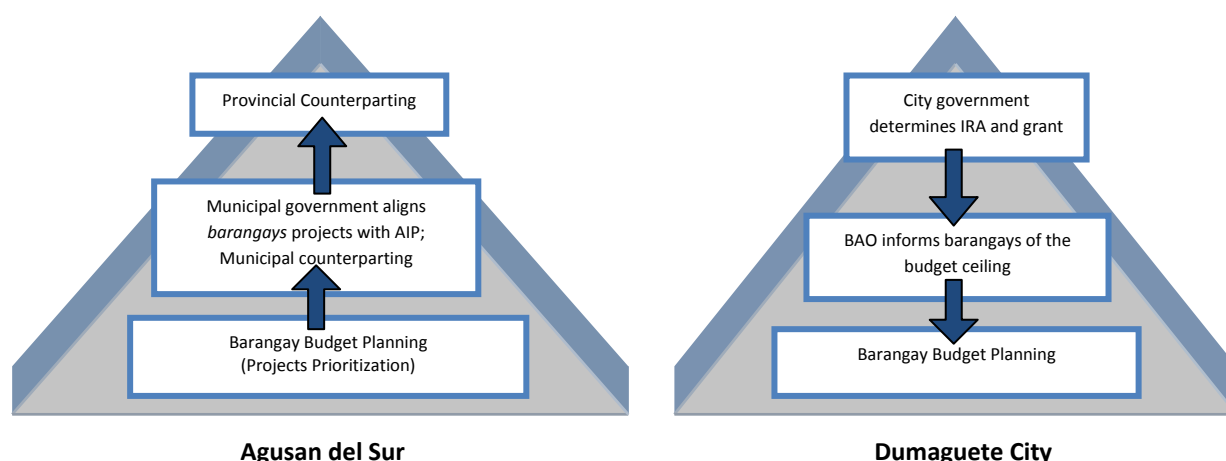 Provincial Counterparting
Municipal government aligns
barangays projects with AIP;
Municipal counterparting
Barangay Budget Planning
(Projects Prioritization)
Agusan del Sur
City government
determines IRA and grant
BAO informs barangays of the
budget ceiling
Barangay Budget Planning
Dumaguete City